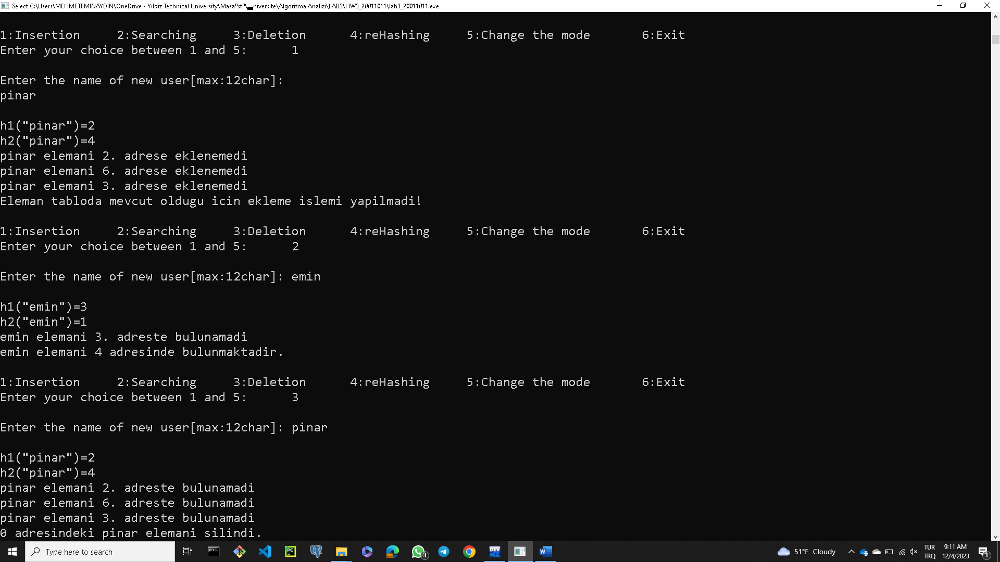 Select C:\Users\MEHMETEMINAYDIN\OneDrive - Yildiz Technical University\Masaⁿstⁿ\▄niversite\Algoritma Analizi\LAB3\HW3_20011011\lab3_20011011.exe
1:Insertion 2:Searching 3:Deletion 4:reHashing 5:Change the mode 6:Exit
Enter your choice between 1 and 5: 1
Enter the name of new user[max:12char]:
pinar
h1("pinar")=2
h2("pinar")=4
pinar elemani 2. adrese eklenemedi
pinar elemani 6. adrese eklenemedi
pinar elemani 3. adrese eklenemedi
Eleman tabloda mevcut oldugu icin ekleme islemi yapilmadi!
1:Insertion 2:Searching 3:Deletion 4:reHashing 5:Change the mode 6:Exit
Enter your choice between 1 and 5: 2
Enter the name of new user[max:12char]: emin
h1("emin")=3
h2("emin")=1
emin elemani 3. adreste bulunamadi
emin elemani 4 adresinde bulunmaktadir.
1:Insertion 2:Searching 3:Deletion 4:reHashing 5:Change the mode 6:Exit
Enter your choice between 1 and 5: 3
Enter the name of new user[max:12char]: pinar
h1("pinar")=2
h2("pinar")=4
pinar elemani 2. adreste bulunamadi
pinar elemani 6. adreste bulunamadi
pinar elemani 3. adreste bulunamadi
0 adresindeki pinar elemani silindi.
Type here to search
PC
3
DEV
W
51°F Cloudy
TUR
TRQ
9:11 AM
12/4/2023
1